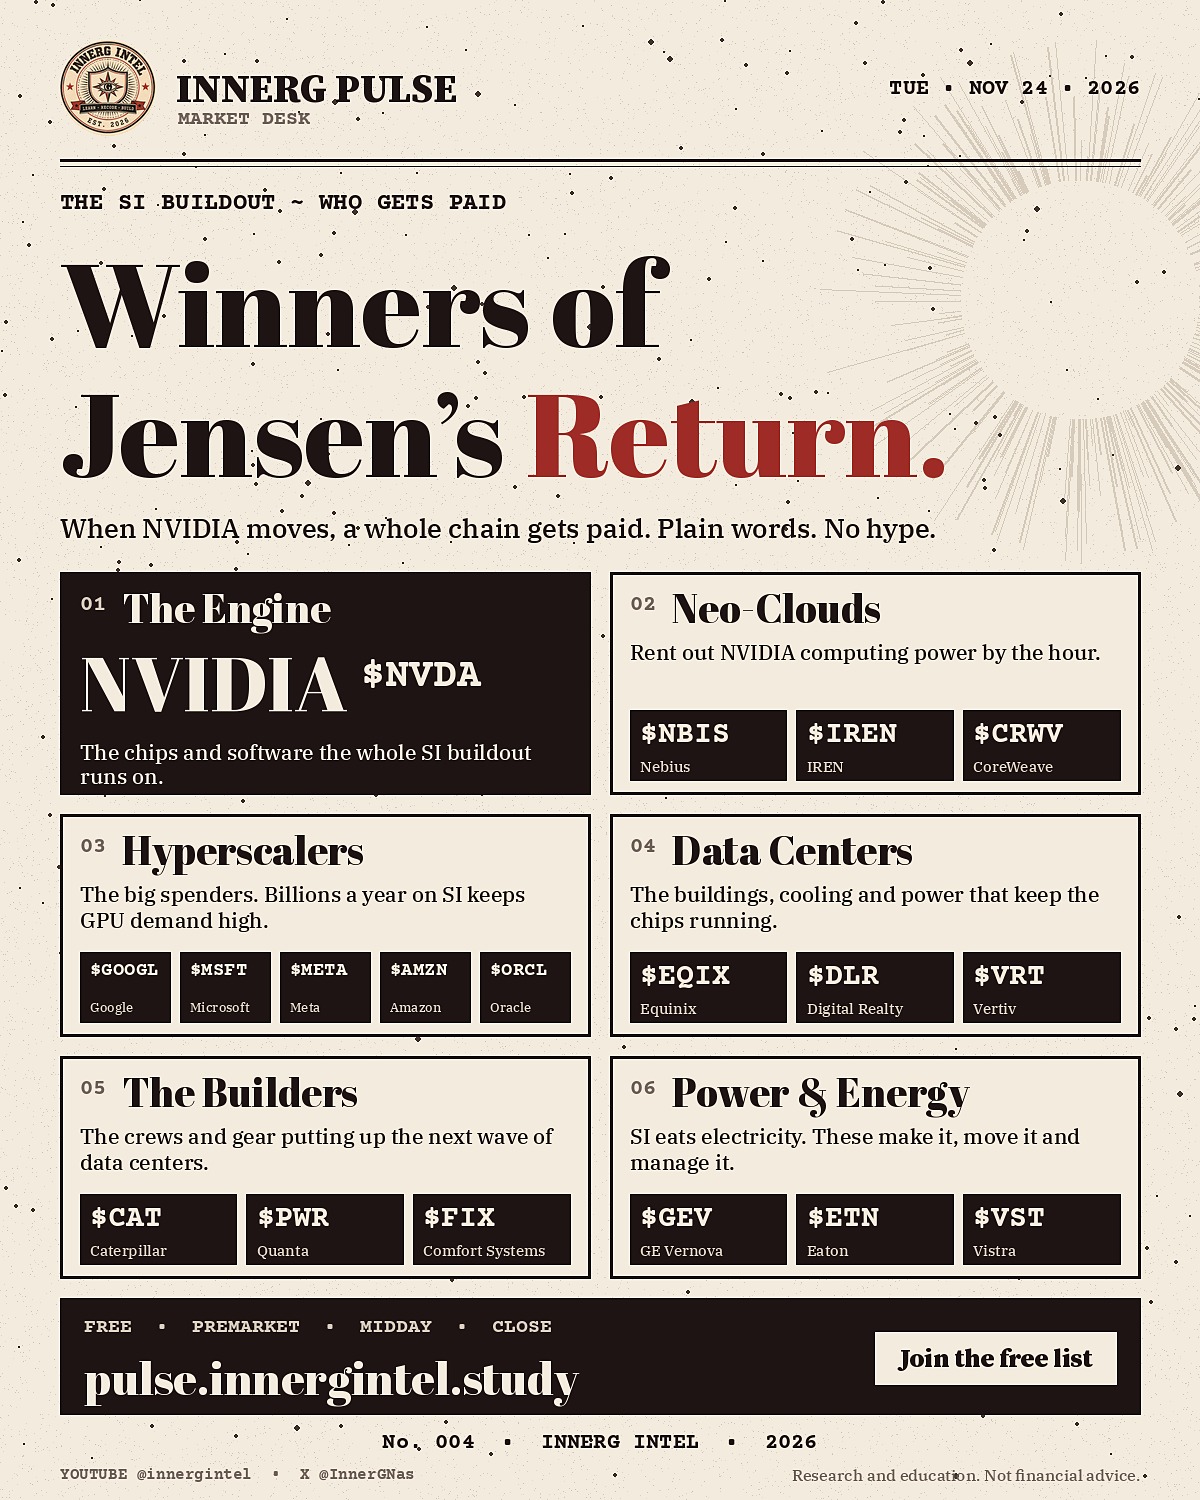 INNERG INTEL
LEARN · DECODE · BUILD
EST. 2026
INNERG PULSE
MARKET DESK
TUE • NOV 24 • 2026
THE SI BUILDOUT ~ WHO GETS PAID
Winners of
Jensen’s Return.
When NVIDIA moves, a whole chain gets paid. Plain words. No hype.
01 The Engine
NVIDIA $NVDA
The chips and software the whole SI buildout
runs on.
02 Neo-Clouds
Rent out NVIDIA computing power by the hour.
$NBIS $IREN $CRWV
Nebius IREN CoreWeave
03 Hyperscalers
The big spenders. Billions a year on SI keeps
GPU demand high.
$GOOGL $MSFT $META $AMZN $ORCL
Google Microsoft Meta Amazon Oracle
04 Data Centers
The buildings, cooling and power that keep the
chips running.
$EQIX $DLR $VRT
Equinix Digital Realty Vertiv
05 The Builders
The crews and gear putting up the next wave of
data centers.
$CAT $PWR $FIX
Caterpillar Quanta Comfort Systems
06 Power & Energy
SI eats electricity. These make it, move it and
manage it.
$GEV $ETN $VST
GE Vernova Eaton Vistra
FREE • PREMARKET • MIDDAY • CLOSE
pulse.innergintel.study
Join the free list
No. 004 • INNERG INTEL • 2026
YOUTUBE @innergintel • X @InnerGNas
Research and education. Not financial advice.